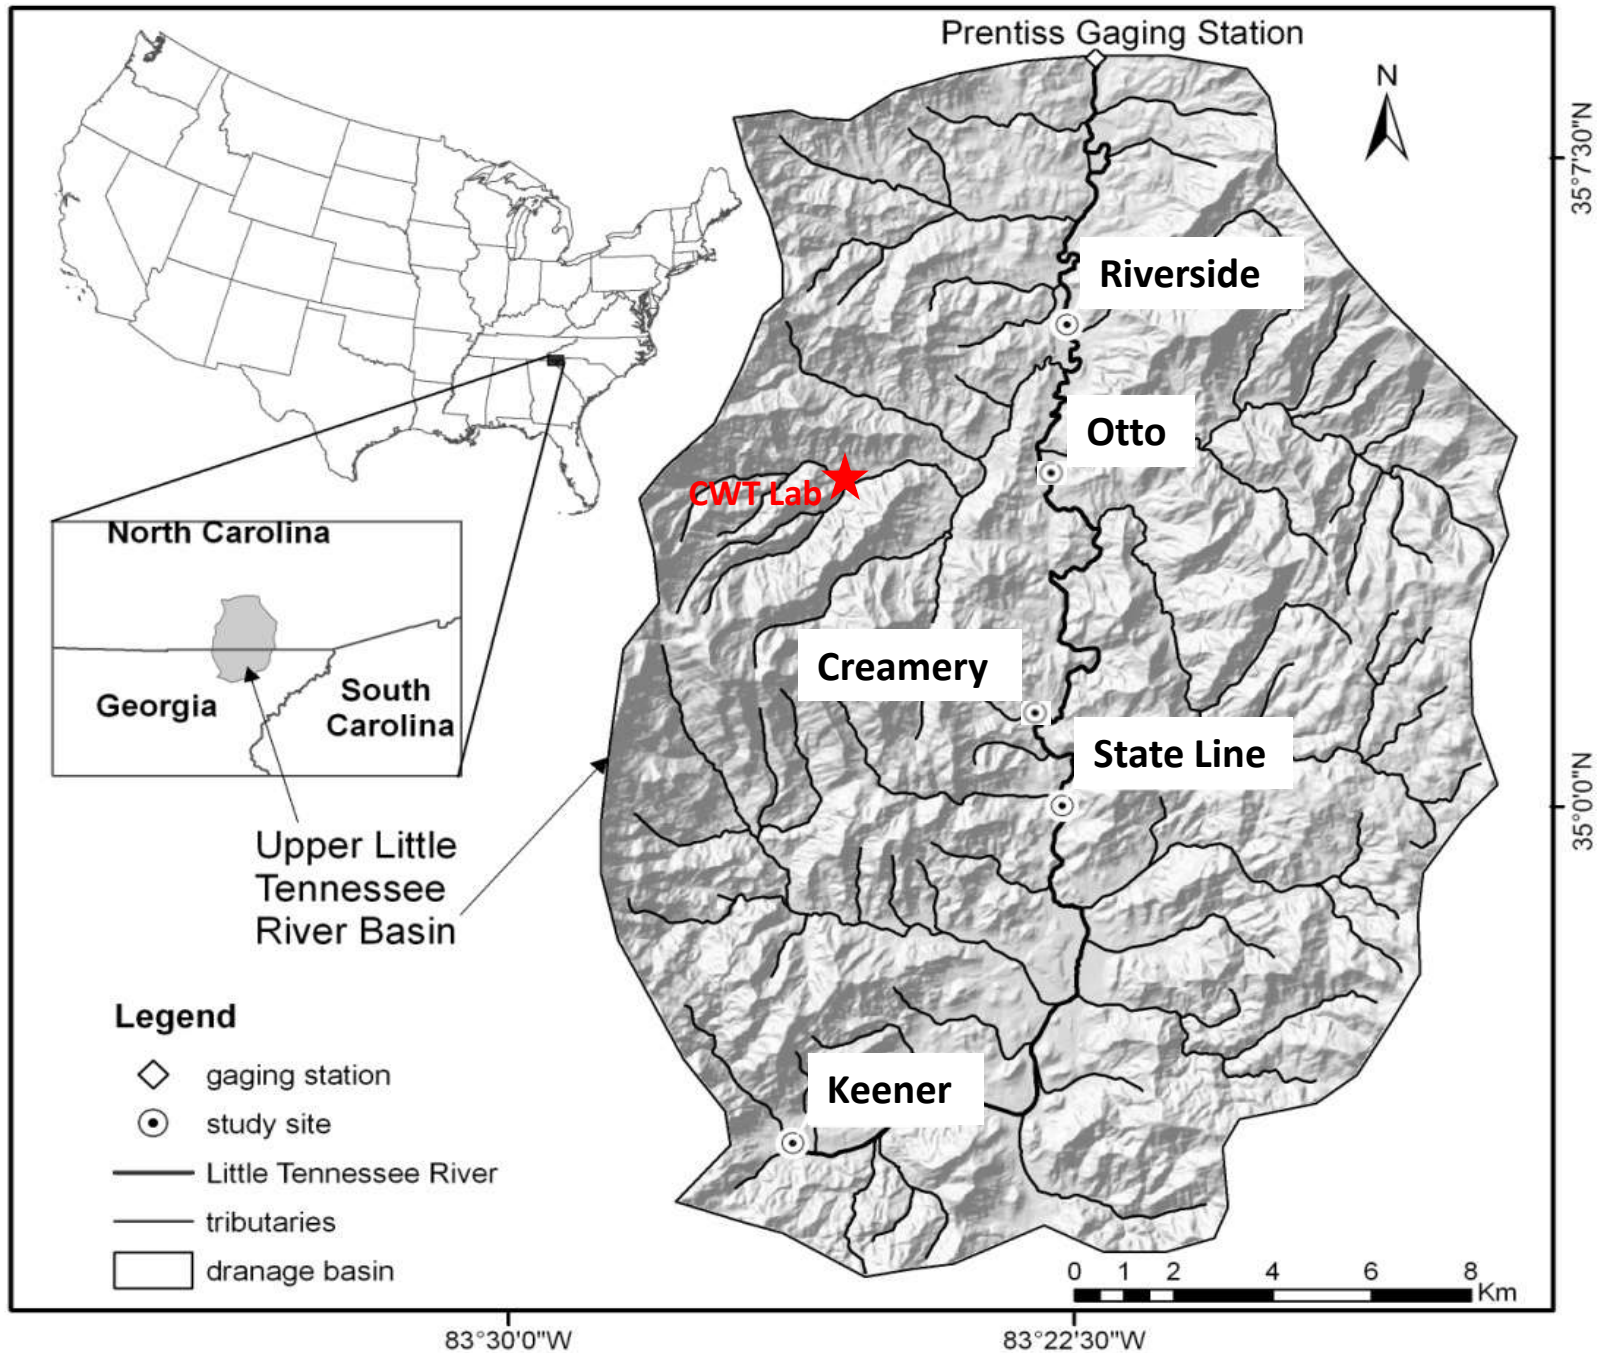 Prentiss Gaging Station
N
35°7'30"N
Riverside
Otto
CWT Lab
North Carolina
Creamery
Georgia
South
Carolina
State Line
35°0'0"N
Upper Little
Tennessee
River Basin
Legend
gaging station
study site
Little Tennessee River
tributaries
dranage basin
Keener
0 1 2 4 6 8
Km
83°30'0"W
83°22'30"W